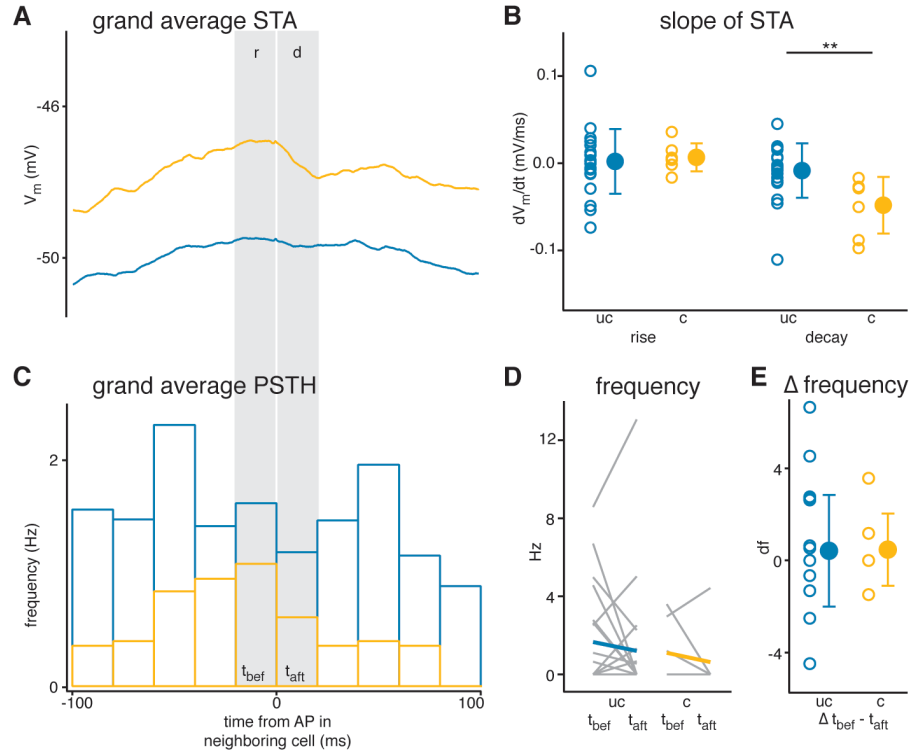 A grand average STA
r d
-46
-50
Vm (mV)
B slope of STA
**
0.1
0.0
-0.1
dVm/dt (mV/ms)
uc c uc c
rise decay
C grand average PSTH
2
0
frequency (Hz)
tbef taft
-100 0 100
time from AP in
neighboring cell (ms)
D frequency
12
8
4
0
Hz
uc c
tbef taft tbef taft
E Δ frequency
4
0
-4
df
uc c
Δ tbef - taft